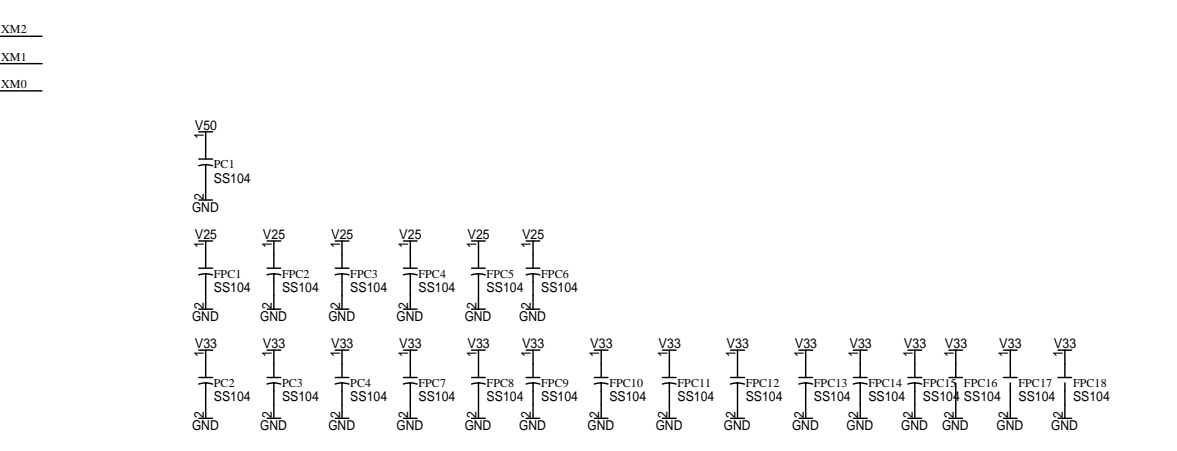 XM2
XM1
XM0
V50
1
PC1
SS104
2
GND
V25 V25 V25 V25 V25 V25
1 1 1 1 1 1
FPC1 FPC2 FPC3 FPC4 FPC5 FPC6
SS104 SS104 SS104 SS104 SS104 SS104
2 2 2 2 2 2
GND GND GND GND GND GND
V33 V33 V33 V33 V33 V33 V33 V33 V33 V33 V33 V33 V33 V33 V33
1 1 1 1 1 1 1 1 1 1 1 1 1 1 1
PC2 PC3 PC4 FPC7 FPC8 FPC9 FPC10 FPC11 FPC12 FPC13 FPC14 FPC15 FPC16 FPC17 FPC18
SS104 SS104 SS104 SS104 SS104 SS104 SS104 SS104 SS104 SS104 SS104 SS104 SS104 SS104 SS104
2 2 2 2 2 2 2 2 2 2 2 2 2 2 2
GND GND GND GND GND GND GND GND GND GND GND GND GND GND GND